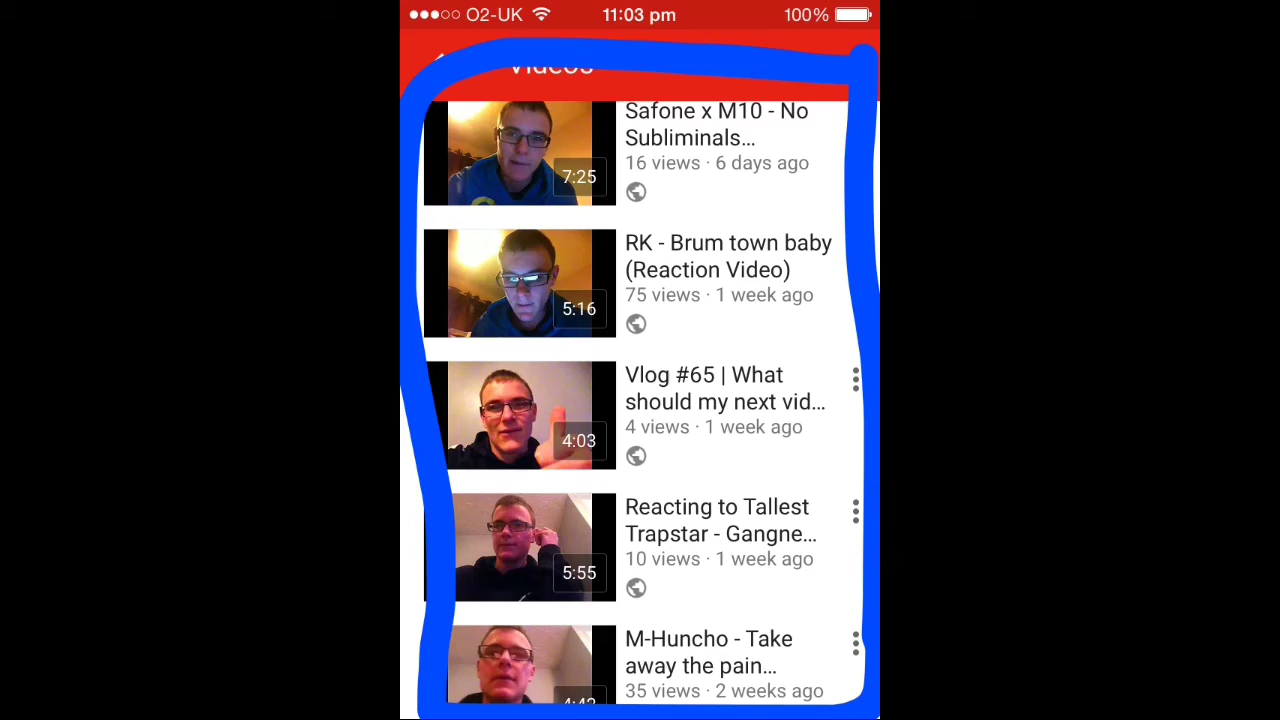 O2-UK 11:03 pm 100%
Videos
Safone x M10 - No
Subliminals...
16 views · 6 days ago
7:25
RK - Brum town baby
(Reaction Video)
75 views · 1 week ago
5:16
Vlog #65 | What
should my next vid...
4 views · 1 week ago
4:03
Reacting to Tallest
Trapstar - Gangne...
10 views · 1 week ago
5:55
M-Huncho - Take
away the pain...
35 views · 2 weeks ago
4:42